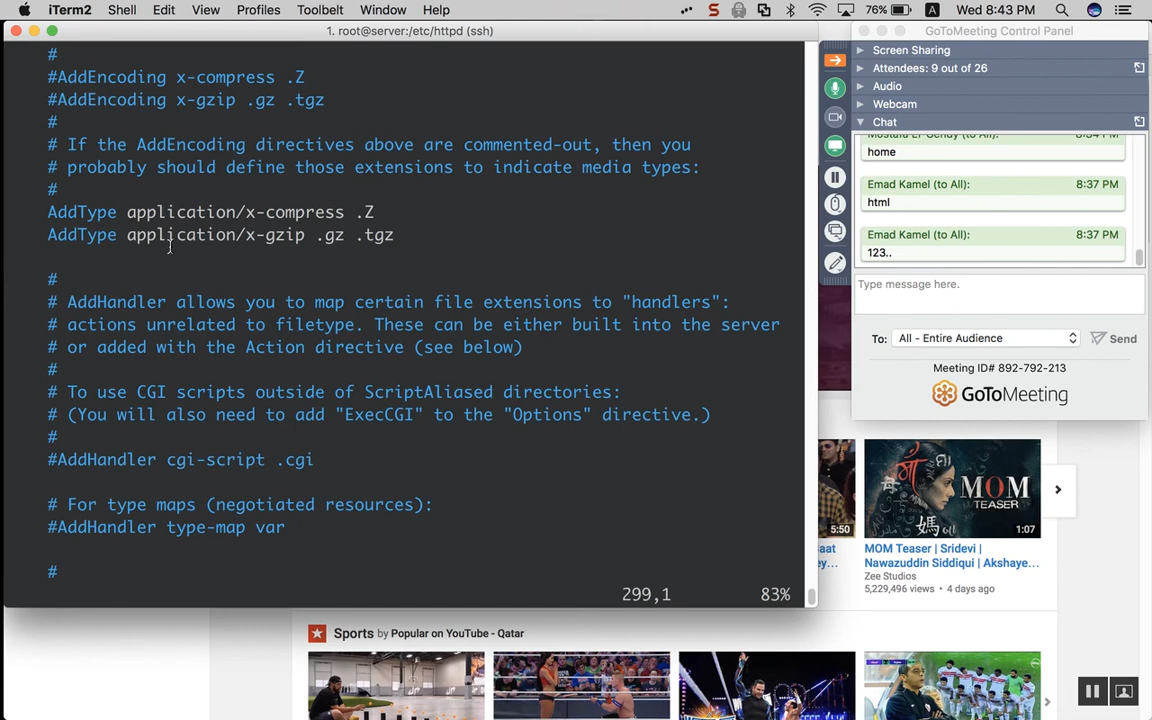 iTerm2 Shell Edit View Profiles Toolbelt Window Help
76% A Wed 8:43 PM
1. root@server:/etc/httpd (ssh)
#
#AddEncoding x-compress .Z
#AddEncoding x-gzip .gz .tgz
#
# If the AddEncoding directives above are commented-out, then you
# probably should define those extensions to indicate media types:
#
AddType application/x-compress .Z
AddType application/x-gzip .gz .tgz
#
# AddHandler allows you to map certain file extensions to "handlers":
# actions unrelated to filetype. These can be either built into the server
# or added with the Action directive (see below)
#
# To use CGI scripts outside of ScriptAliased directories:
# (You will also need to add "ExecCGI" to the "Options" directive.)
#
#AddHandler cgi-script .cgi
# For type maps (negotiated resources):
#AddHandler type-map var
#
299,1 83%
GoToMeeting Control Panel
Screen Sharing
Attendees: 9 out of 26
Audio
Webcam
Chat
home
Emad Kamel (to All): 8:37 PM
html
Emad Kamel (to All): 8:37 PM
123..
Type message here.
To: All - Entire Audience Send
Meeting ID# 892-792-213
GoToMeeting
5:50
माँ
MOM
TEASER
1:07
MOM Teaser | Sridevi |
Nawazuddin Siddiqui | Akshaye...
Zee Studios
5,229,496 views • 4 days ago
Sports by Popular on YouTube - Qatar